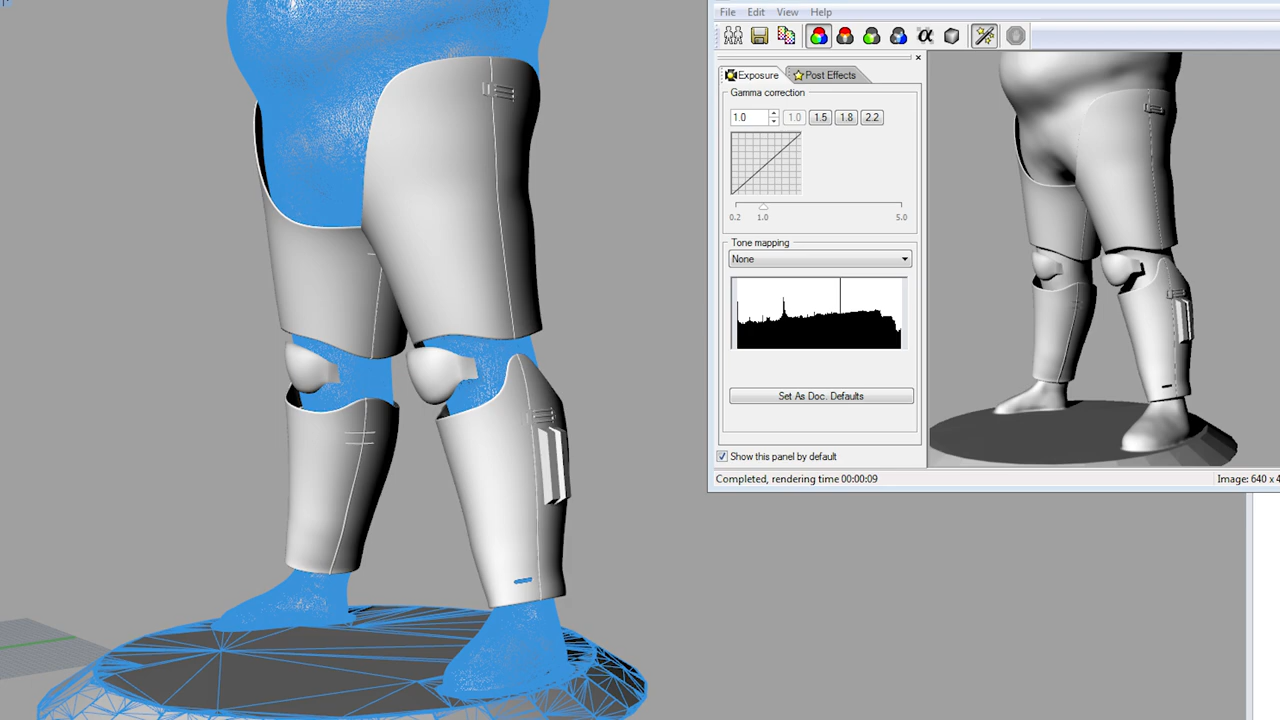 File Edit View Help
α
Exposure Post Effects
Gamma correction
1.0 1.0 1.5 1.8 2.2
0.2 1.0 5.0
Tone mapping
None
Set As Doc. Defaults
Show this panel by default
Completed, rendering time 00:00:09 Image: 640 x 4